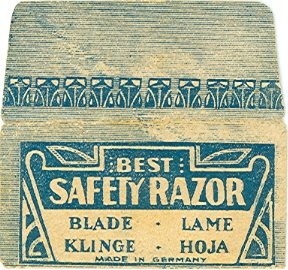 BEST
SAFETY RAZOR
BLADE · LAME
KLINGE · HOJA
MADE IN GERMANY